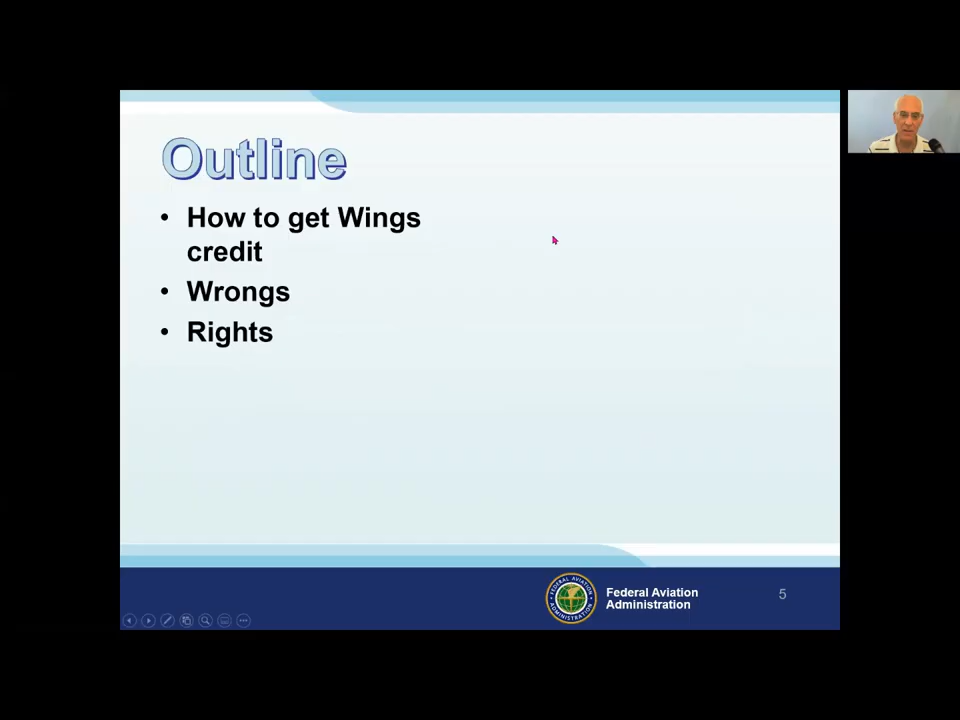 Outline
• How to get Wings
credit
• Wrongs
• Rights
Federal Aviation
Administration
5